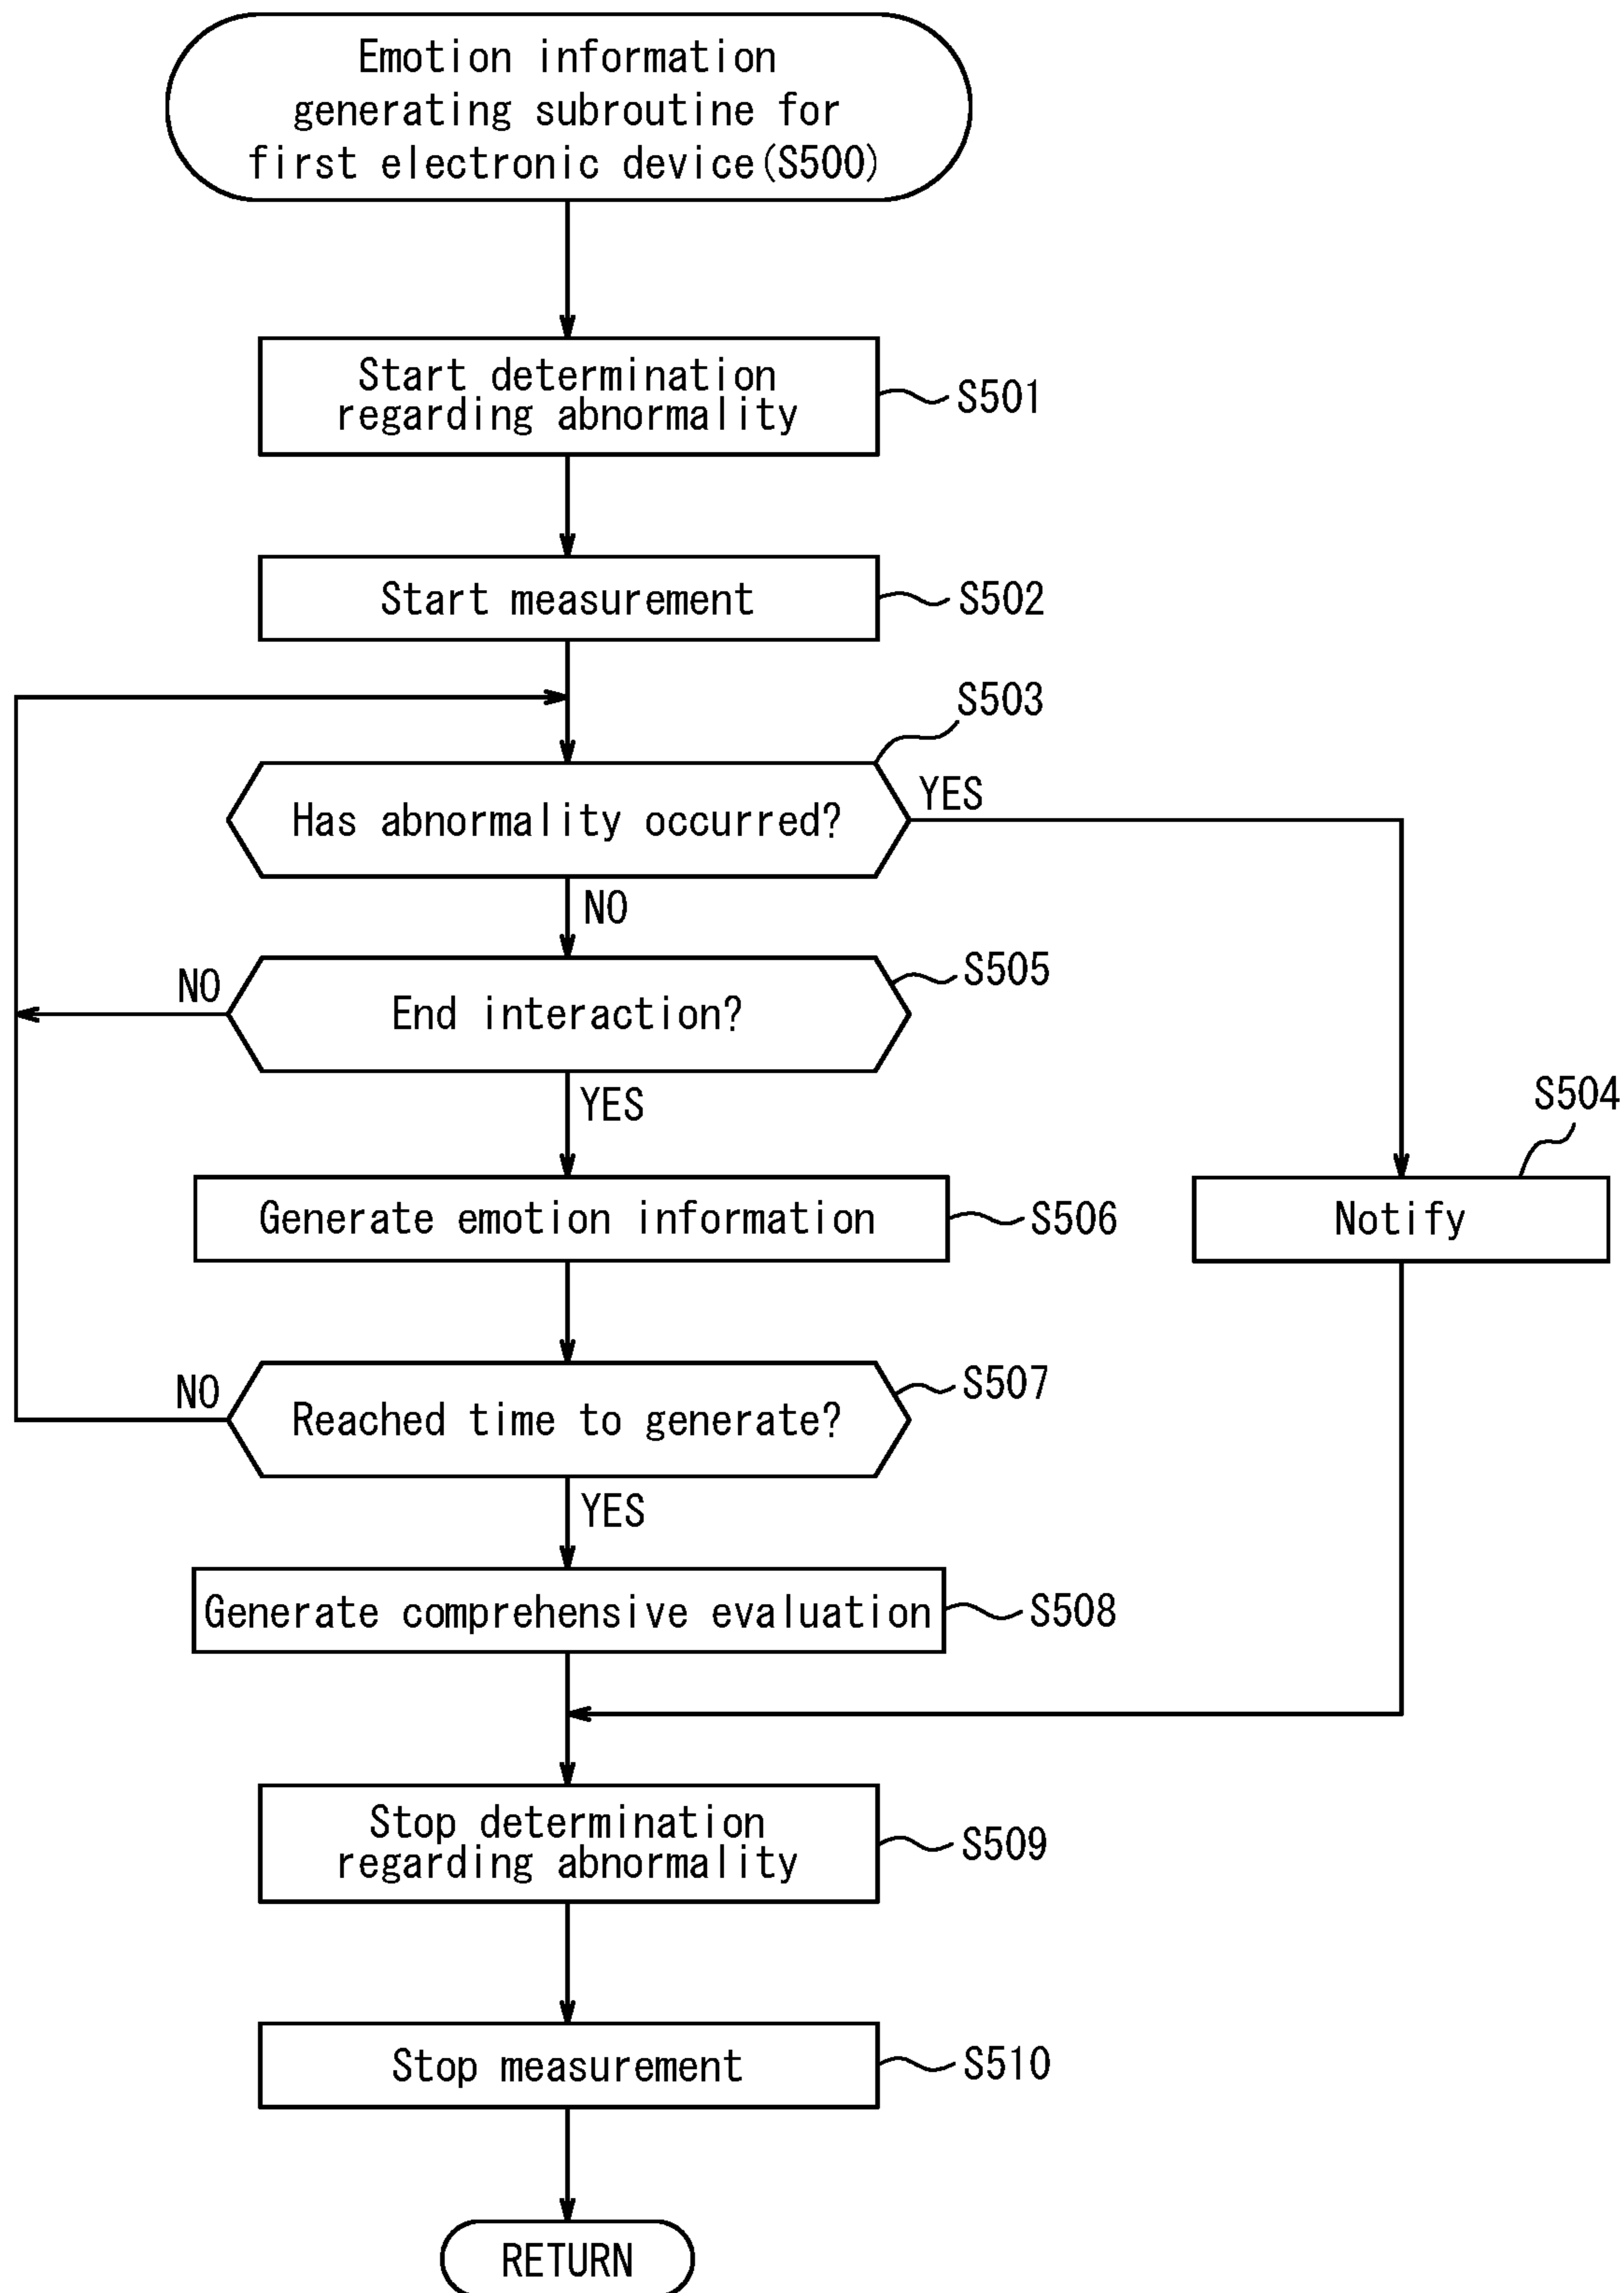 Emotion information
generating subroutine for
first electronic device(S500)
Start determination
regarding abnormality
S501
Start measurement
S502
S503
Has abnormality occurred?
YES
NO
S505
NO
End interaction?
YES
S504
Generate emotion information
S506
Notify
S507
NO
Reached time to generate?
YES
Generate comprehensive evaluation
S508
Stop determination
regarding abnormality
S509
Stop measurement
S510
RETURN